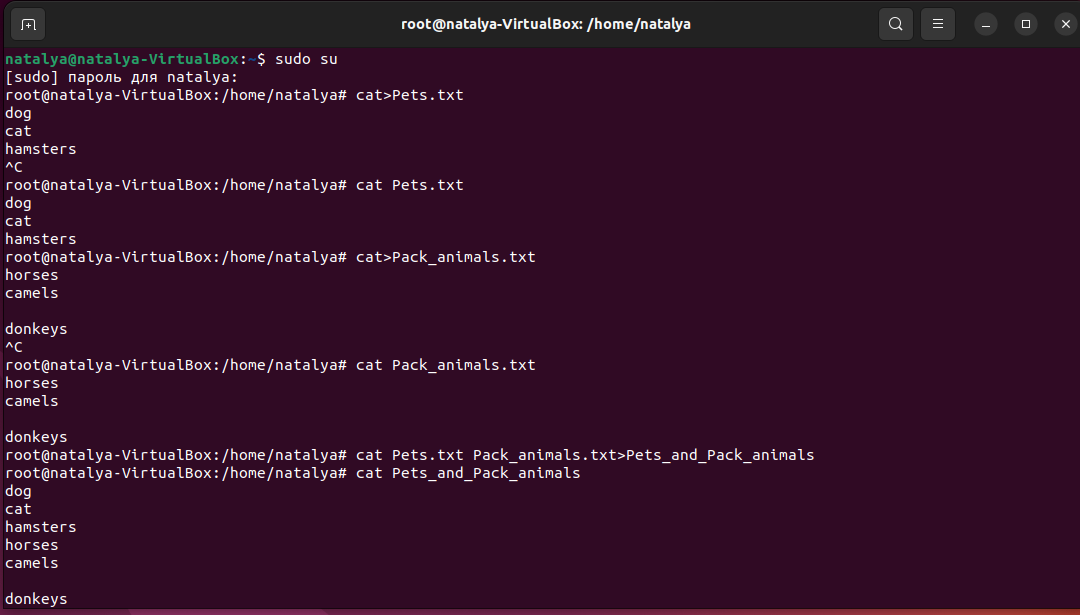 root@natalya-VirtualBox: /home/natalya
natalya@natalya-VirtualBox:~$ sudo su
[sudo] пароль для natalya:
root@natalya-VirtualBox:/home/natalya# cat>Pets.txt
dog
cat
hamsters
^C
root@natalya-VirtualBox:/home/natalya# cat Pets.txt
dog
cat
hamsters
root@natalya-VirtualBox:/home/natalya# cat>Pack_animals.txt
horses
camels

donkeys
^C
root@natalya-VirtualBox:/home/natalya# cat Pack_animals.txt
horses
camels

donkeys
root@natalya-VirtualBox:/home/natalya# cat Pets.txt Pack_animals.txt>Pets_and_Pack_animals
root@natalya-VirtualBox:/home/natalya# cat Pets_and_Pack_animals
dog
cat
hamsters
horses
camels

donkeys